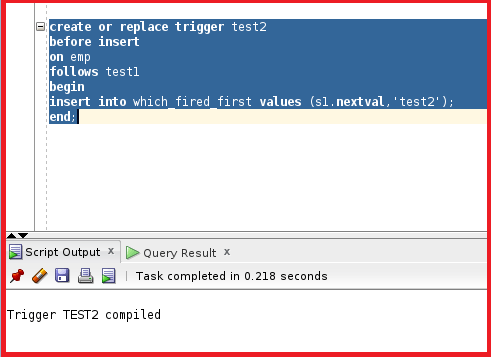 create or replace trigger test2
before insert
on emp
follows test1
begin
insert into which_fired_first values (s1.nextval,'test2');
end;
Script Output x Query Result x
Task completed in 0.218 seconds
Trigger TEST2 compiled